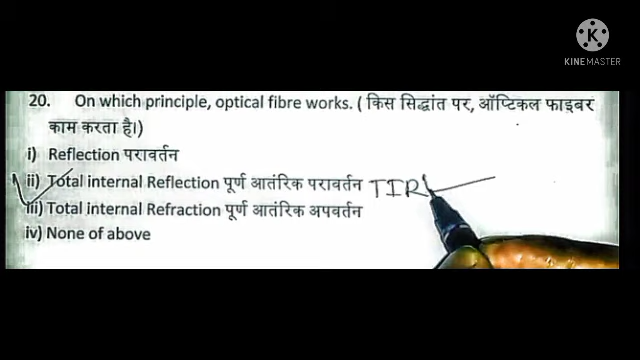 KINEMASTER
20. On which principle, optical fibre works. ( किस सिद्धांत पर, ऑप्टिकल फाइबर
काम करता है।)
i) Reflection परावर्तन
ii) Total internal Reflection पूर्ण आतंरिक परावर्तन TIR
iii) Total internal Refraction पूर्ण आतंरिक अपवर्तन
iv) None of above